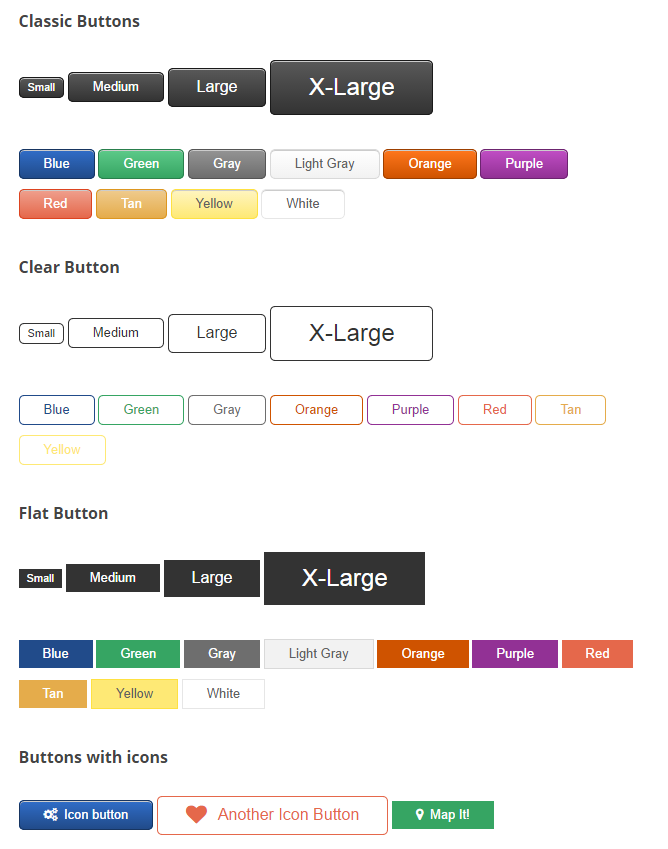 Classic Buttons
Small Medium Large X-Large
Blue Green Gray Light Gray Orange Purple
Red Tan Yellow White
Clear Button
Small Medium Large X-Large
Blue Green Gray Orange Purple Red Tan
Yellow
Flat Button
Small Medium Large X-Large
Blue Green Gray Light Gray Orange Purple Red
Tan Yellow White
Buttons with icons
Icon button Another Icon Button Map It!